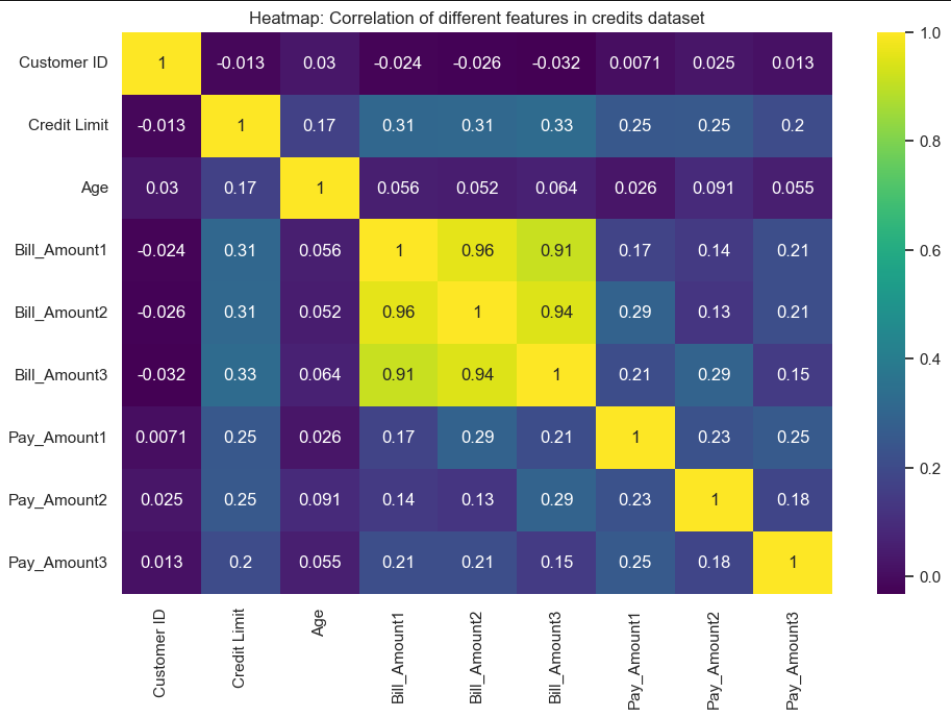 Heatmap: Correlation of different features in credits dataset
Customer ID 1 -0.013 0.03 -0.024 -0.026 -0.032 0.0071 0.025 0.013
Credit Limit -0.013 1 0.17 0.31 0.31 0.33 0.25 0.25 0.2
Age 0.03 0.17 1 0.056 0.052 0.064 0.026 0.091 0.055
Bill_Amount1 -0.024 0.31 0.056 1 0.96 0.91 0.17 0.14 0.21
Bill_Amount2 -0.026 0.31 0.052 0.96 1 0.94 0.29 0.13 0.21
Bill_Amount3 -0.032 0.33 0.064 0.91 0.94 1 0.21 0.29 0.15
Pay_Amount1 0.0071 0.25 0.026 0.17 0.29 0.21 1 0.23 0.25
Pay_Amount2 0.025 0.25 0.091 0.14 0.13 0.29 0.23 1 0.18
Pay_Amount3 0.013 0.2 0.055 0.21 0.21 0.15 0.25 0.18 1
Customer ID
Credit Limit
Age
Bill_Amount1
Bill_Amount2
Bill_Amount3
Pay_Amount1
Pay_Amount2
Pay_Amount3
1.0
0.8
0.6
0.4
0.2
0.0